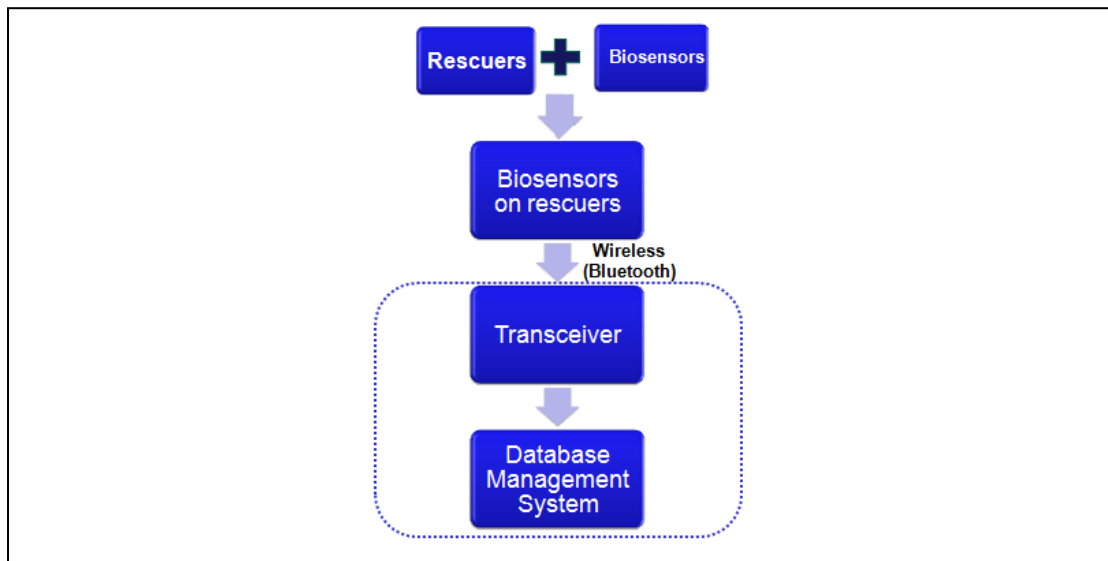 Rescuers
Biosensors
Biosensors
on rescuers
Wireless
(Bluetooth)
Transceiver
Database
Management
System